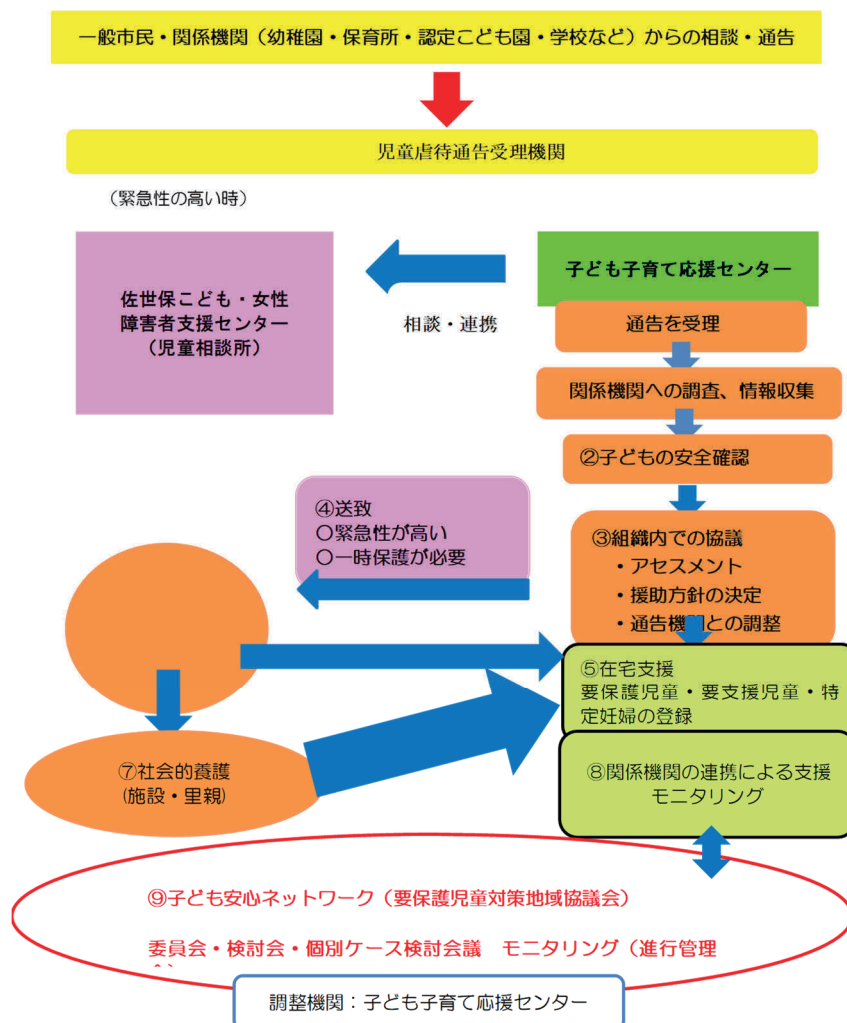 一般市民・関係機関（幼稚園・保育所・認定こども園・学校など）からの相談・通告
児童虐待通告受理機関
（緊急性の高い時）
佐世保こども・女性
障害者支援センター
（児童相談所）
相談・連携
子ども子育て応援センター
通告を受理
関係機関への調査、情報収集
②子どもの安全確認
③組織内での協議
・アセスメント
・援助方針の決定
・通告機関との調整
④送致
〇緊急性が高い
〇一時保護が必要
⑤在宅支援
要保護児童・要支援児童・特
定妊婦の登録
⑦社会的養護
(施設・里親)
⑧関係機関の連携による支援
モニタリング
⑨子ども安心ネットワーク（要保護児童対策地域協議会）
委員会・検討会・個別ケース検討会議　モニタリング（進行管理
調整機関：子ども子育て応援センター